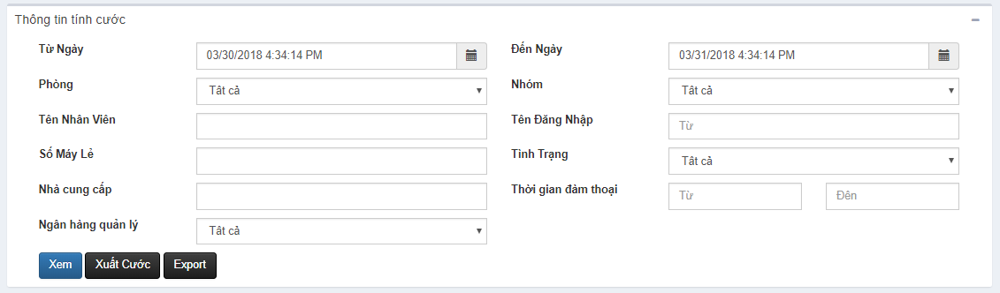 Thông tin tính cước
Từ Ngày 03/30/2018 4:34:14 PM Đến Ngày 03/31/2018 4:34:14 PM
Phòng Tất cả Nhóm Tất cả
Tên Nhân Viên Tên Đăng Nhập Từ
Số Máy Lẻ Tình Trạng Tất cả
Nhà cung cấp Thời gian đàm thoại Từ Đến
Ngân hàng quản lý Tất cả
Xem Xuất Cước Export